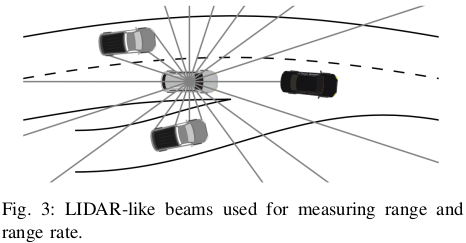 Fig. 3: LIDAR-like beams used for measuring range and
range rate.